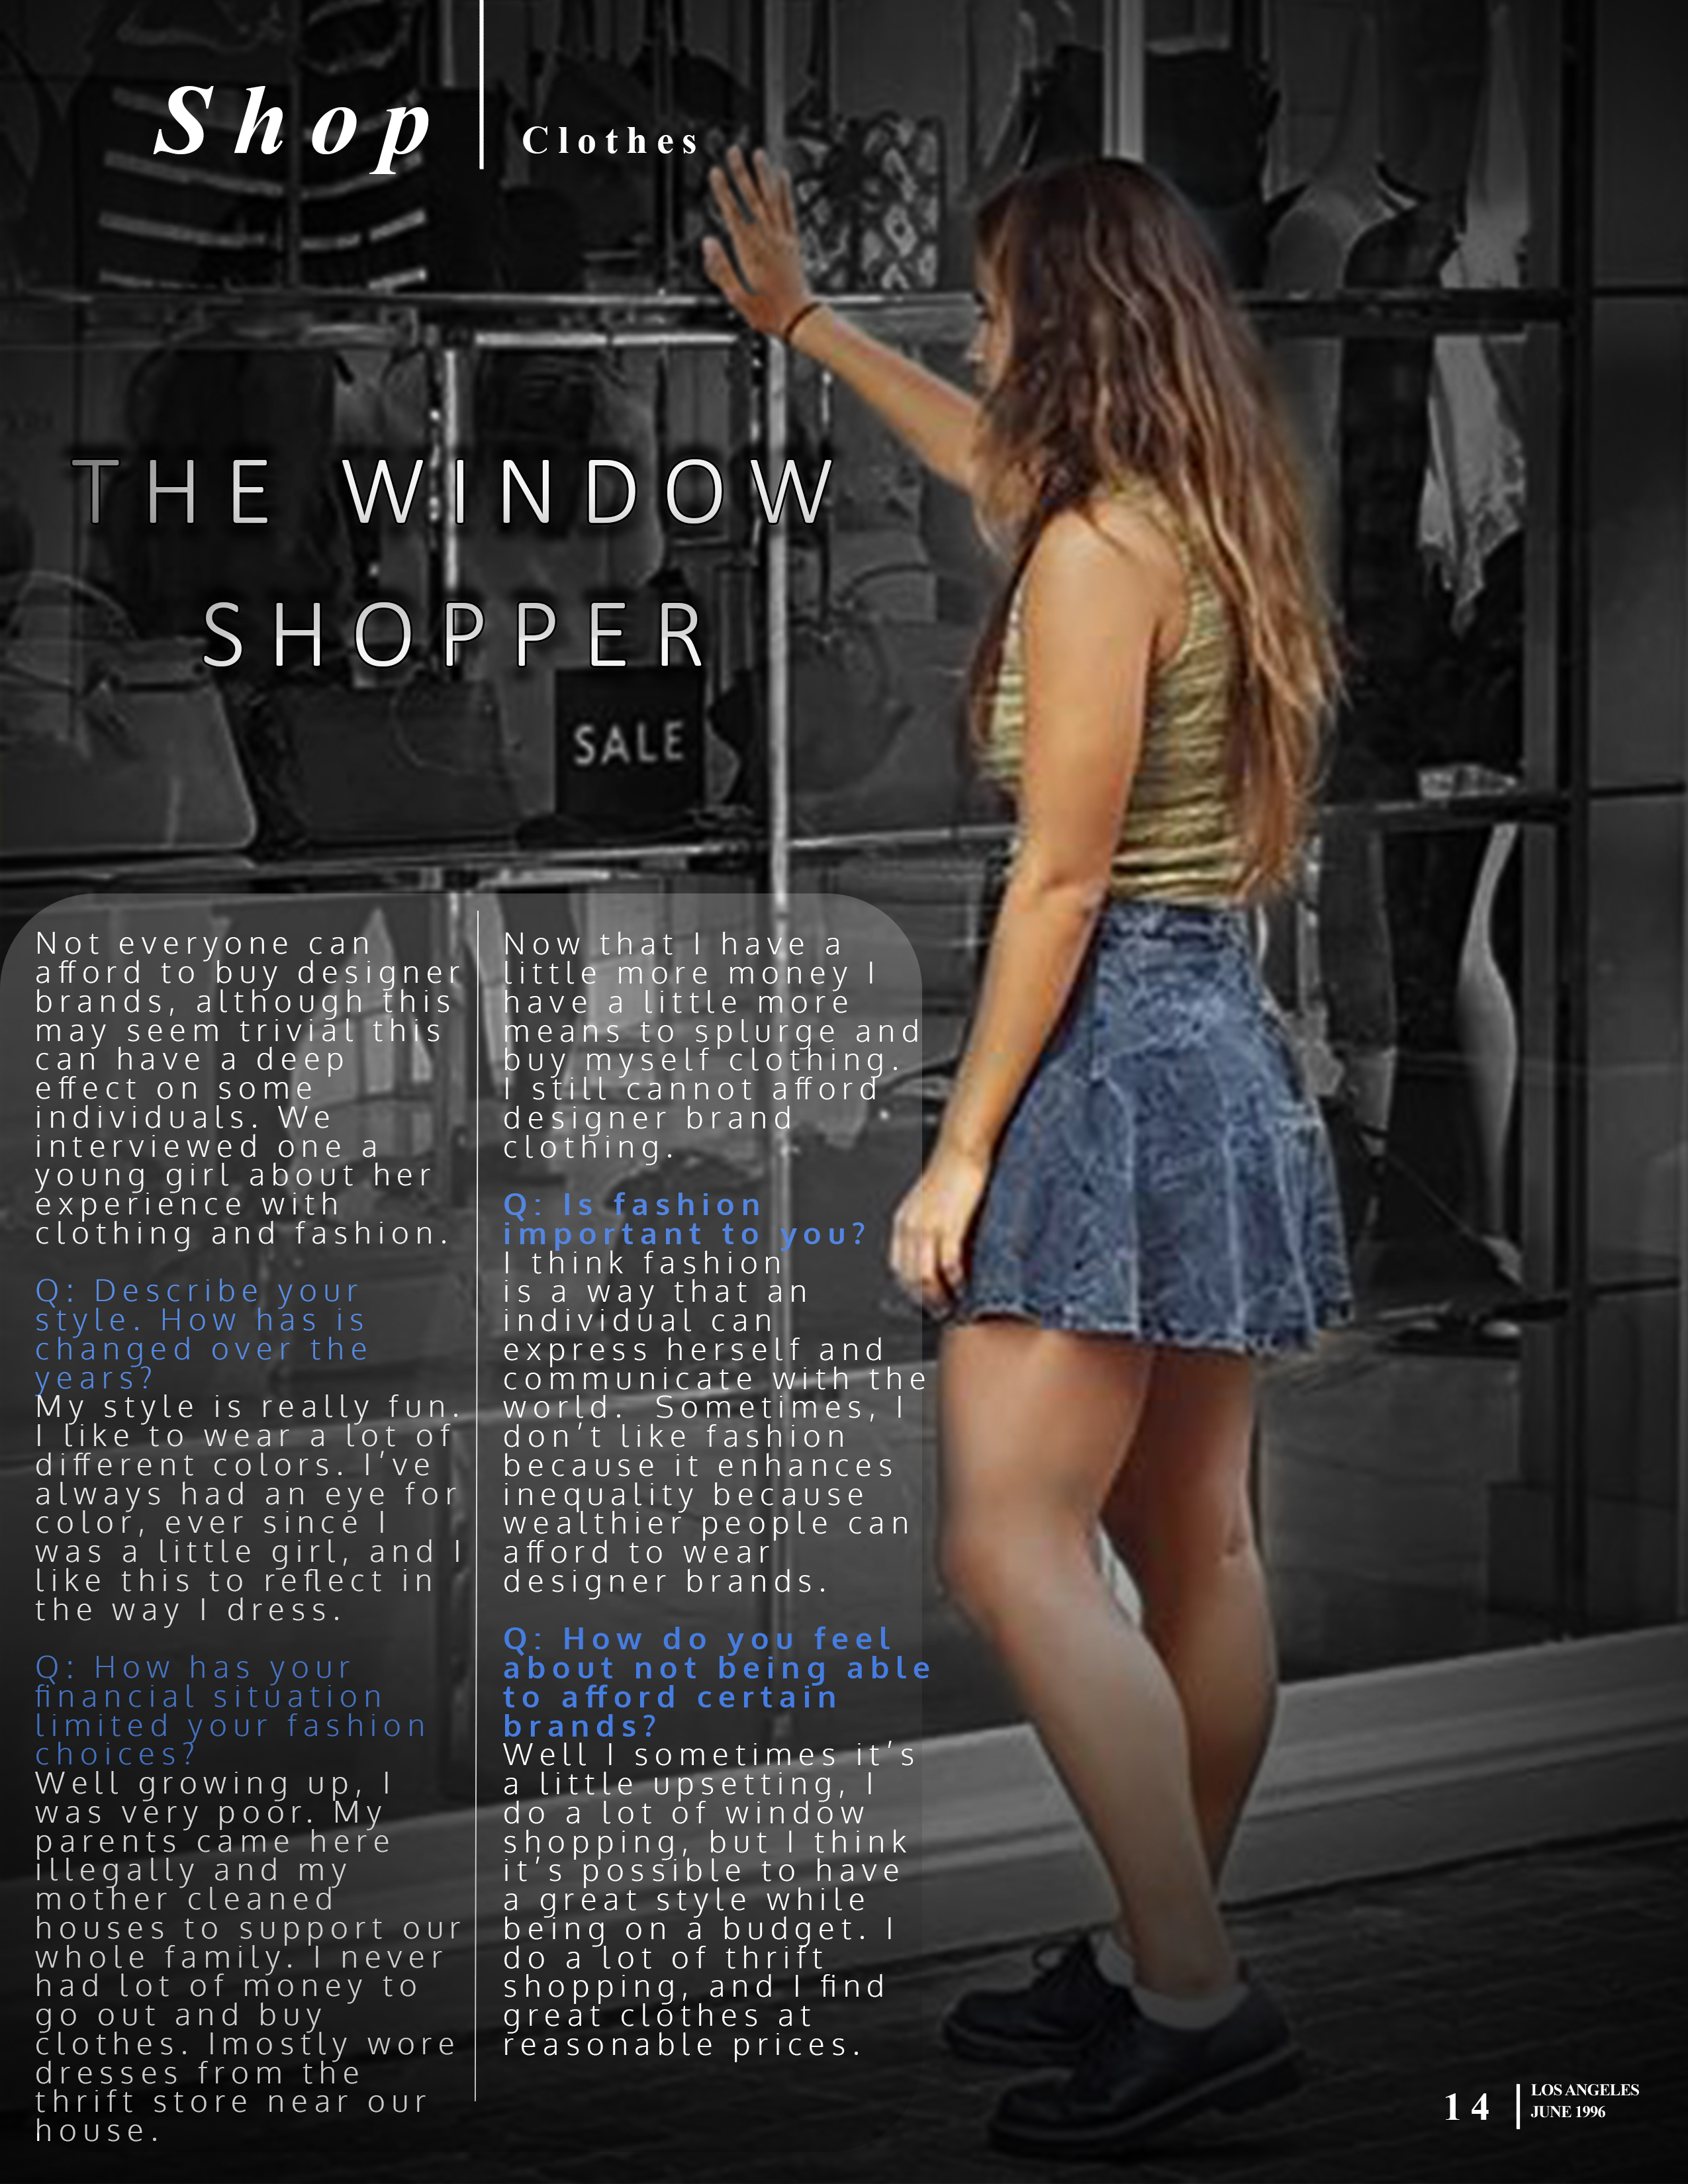 Shop
Clothes
THE WINDOW
SHOPPER
SALE
Not everyone can
afford to buy designer
brands, although this
may seem trivial this
can have a deep
effect on some
individuals. We
interviewed one a
young girl about her
experience with
clothing and fashion.
Q: Describe your
style. How has is
changed over the
years?
My style is really fun.
I like to wear a lot of
different colors. I've
always had an eye for
color, ever since I
was a little girl, and I
like this to reflect in
the way I dress.
Q: How has your
financial situation
limited your fashion
choices?
Well growing up, I
was very poor. My
parents came here
illegally and my
mother cleaned
houses to support our
whole family. I never
had lot of money to
go out and buy
clothes. Imostly wore
dresses from the
thrift store near our
house.
Now that I have a
little more money I
have a little more
means to splurge and
buy myself clothing.
I still cannot afford
designer brand
clothing.
Q: Is fashion
important to you?
I think fashion
is a way that an
individual can
express herself and
communicate with the
world.  Sometimes, I
don't like fashion
because it enhances
inequality because
wealthier people can
afford to wear
designer brands.
Q: How do you feel
about not being able
to afford certain
brands?
Well I sometimes it's
a little upsetting, I
do a lot of window
shopping, but I think
it's possible to have
a great style while
being on a budget. I
do a lot of thrift
shopping, and I find
great clothes at
reasonable prices.
14
LOS ANGELES
JUNE 1996